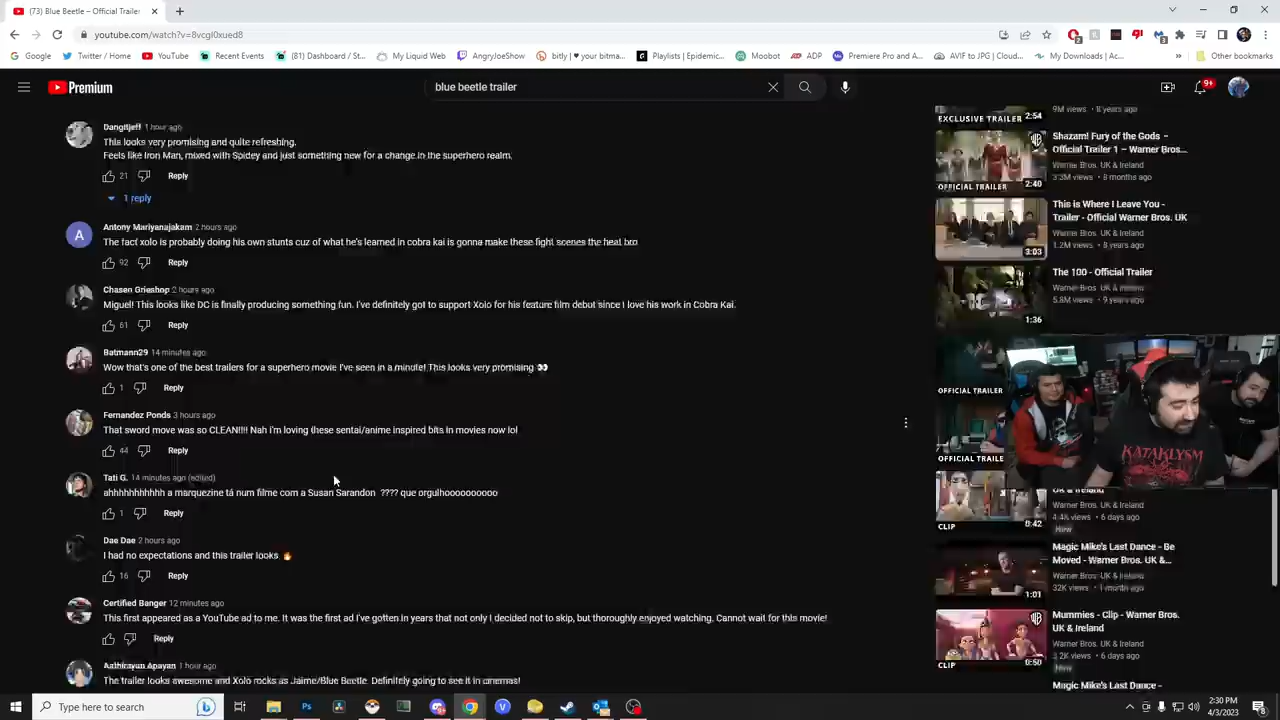 (73) Blue Beetle – Official Trailer
youtube.com/watch?v=8vcgI0xued8
Google
Twitter / Home
YouTube
Recent Events
(81) Dashboard / St...
My Liquid Web
AngryJoeShow
bitly | ♥ your bitma...
Playlists | Epidemic...
Moobot
ADP
Premiere Pro and A...
AVIF to JPG | Cloud...
My Downloads | Ac...
»
Other bookmarks
Premium
blue beetle trailer
9+
Dangitjeff 1 hour ago
This looks very promising and quite refreshing.
Feels like Iron Man, mixed with Spidey and just something new for a change in the superhero realm.
21 Reply
1 reply
A
Antony Mariyanajakam 2 hours ago
The fact xolo is probably doing his own stunts cuz of what he's learned in cobra kai is gonna make these fight scenes the heat bro
92 Reply
Chasen Grieshop 2 hours ago
Miguel! This looks like DC is finally producing something fun. I've definitely got to support Xolo for his feature film debut since I love his work in Cobra Kai.
61 Reply
Batmann29 14 minutes ago
Wow that's one of the best trailers for a superhero movie I've seen in a minute! This looks very promising 👀
1 Reply
Fernandez Ponds 3 hours ago
That sword move was so CLEAN!!!! Nah i'm loving these sentai/anime inspired bits in movies now lol
44 Reply
Tati G. 14 minutes ago (edited)
ahhhhhhhhhhh a marquezine tá num filme com a Susan Sarandon ???? que orgulhoooooooooo
1 Reply
Dae Dae 2 hours ago
I had no expectations and this trailer looks 🔥
16 Reply
Certified Banger 12 minutes ago
This first appeared as a YouTube ad to me. It was the first ad I've gotten in years that not only I decided not to skip, but thoroughly enjoyed watching. Cannot wait for this movie!
Reply
Apayan 1 hour ago
The trailer looks awesome and Xolo rocks as Jaime/Blue Beetle. Definitely going to see it in cinemas!
EXCLUSIVE TRAILER 2:54
9M views • 8 years ago
OFFICIAL TRAILER 2:40
Shazam! Fury of the Gods –
Official Trailer 1 – Warner Bros...
Warner Bros. UK & Ireland
3.3M views • 8 months ago
3:03
This is Where I Leave You -
Trailer - Official Warner Bros. UK
Warner Bros. UK & Ireland
1.2M views • 8 years ago
1:36
The 100 - Official Trailer
Warner Bros. UK & Ireland
5.8M views • 9 years ago
OFFICIAL TRAILER
OFFICIAL TRAILE
KATAKLYSM
CLIP 0:42
& Ireland
Warner Bros. UK & Ireland
4.4K views • 6 days ago
New
1:01
Magic Mike's Last Dance - Be
Moved - Warner Bros. UK &...
Warner Bros. UK & Ireland
32K views • 1 month ago
CLIP 0:50
Mummies - Clip - Warner Bros.
UK & Ireland
Warner Bros. UK & Ireland
3.2K views • 6 days ago
New
Magic Mike's Last Dance -
Type here to search
2:30 PM
4/3/2023